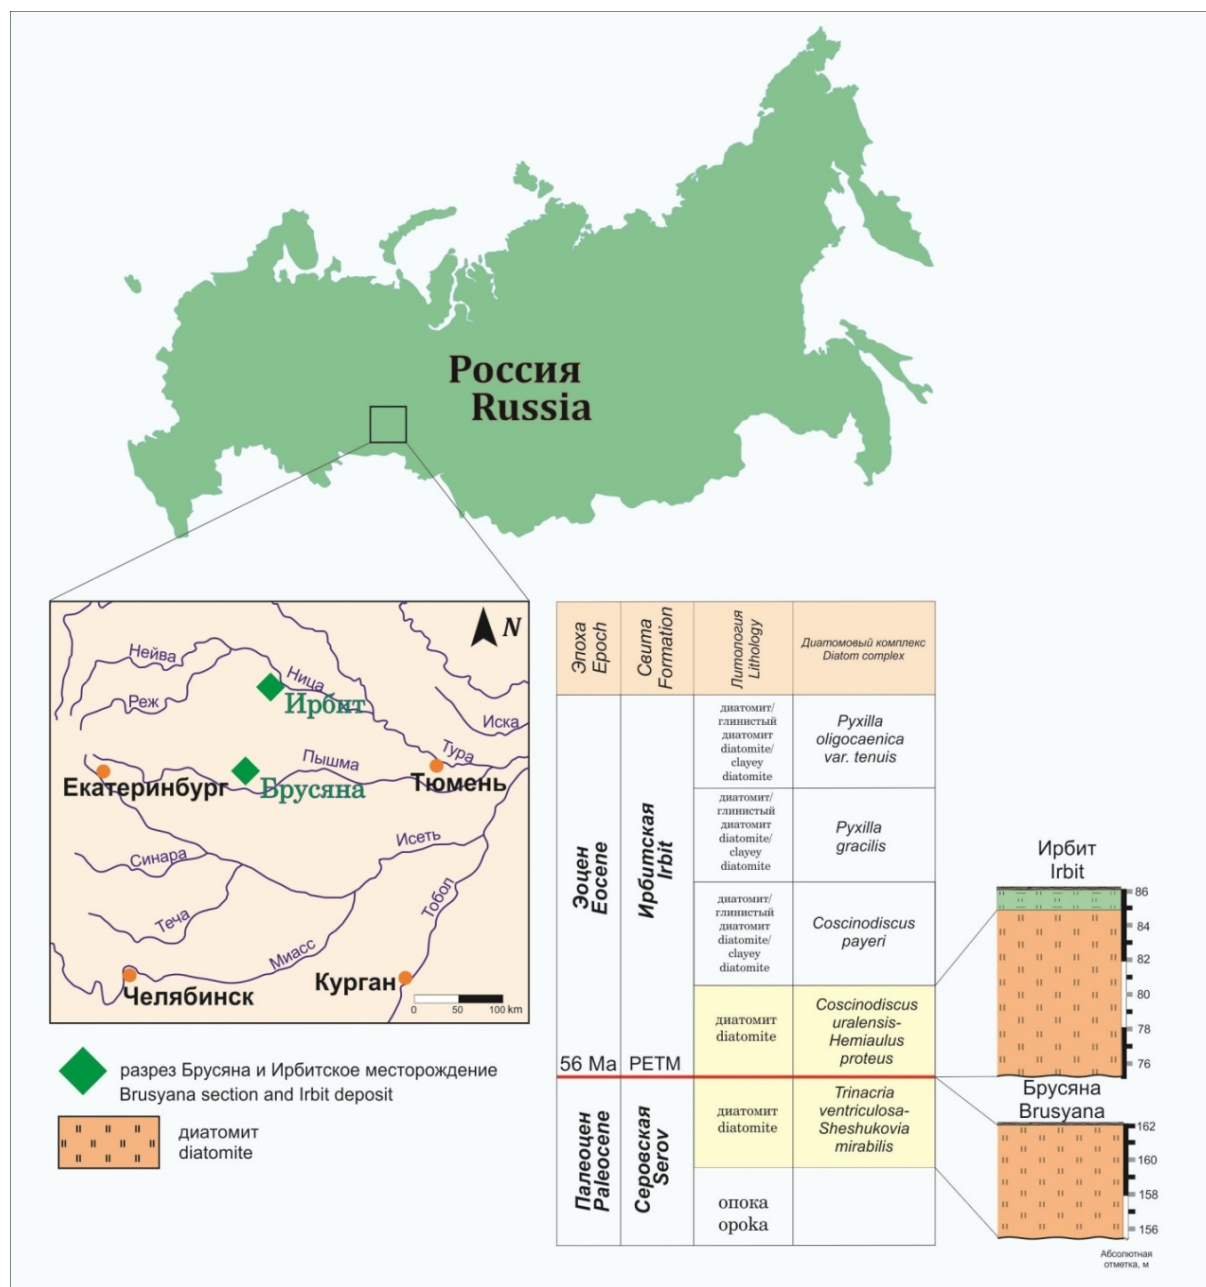 Россия
Russia
N
Нейва
Ница
Реж
Ирбит
Иска
Тура
Пышма
Екатеринбург
Брусяна
Тюмень
Исеть
Синара
Тобол
Теча
Миасс
Челябинск
Курган
0 50 100 km
разрез Брусяна и Ирбитское месторождение
Brusyana section and Irbit deposit
диатомит
diatomite
Эпоха
Epoch
Свита
Formation
Литология
Lithology
Диатомовый комплекс
Diatom complex
диатомит/
глинистый
диатомит
diatomite/
clayey
diatomite
Pyxilla
oligocaenica
var. tenuis
диатомит/
глинистый
диатомит
diatomite/
clayey
diatomite
Pyxilla
gracilis
Эоцен
Eocene
Ирбитская
Irbit
диатомит/
глинистый
диатомит
diatomite/
clayey
diatomite
Coscinodiscus
payeri
диатомит
diatomite
Coscinodiscus
uralensis-
Hemiaulus
proteus
56 Ma
PETM
Палеоцен
Paleocene
Серовская
Serov
диатомит
diatomite
Trinacria
ventriculosa-
Sheshukovia
mirabilis
опока
opoka
Ирбит
Irbit
86
84
82
80
78
76
Брусяна
Brusyana
162
160
158
156
Абсолютная
отметка, м